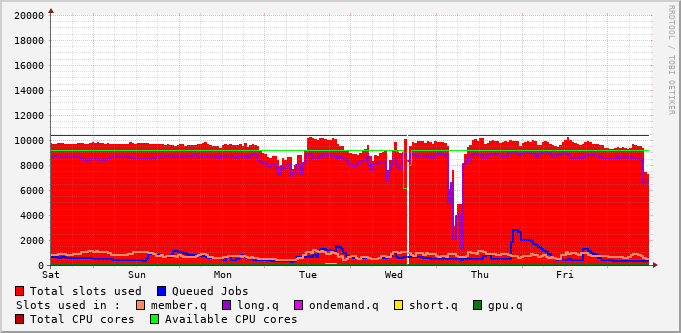 20000
18000
16000
14000
12000
10000
8000
6000
4000
2000
0
Sat Sun Mon Tue Wed Thu Fri
Total slots used Queued Jobs
Slots used in : member.q long.q ondemand.q short.q gpu.q
Total CPU cores Available CPU cores
RRDTOOL / TOBI OETIKER